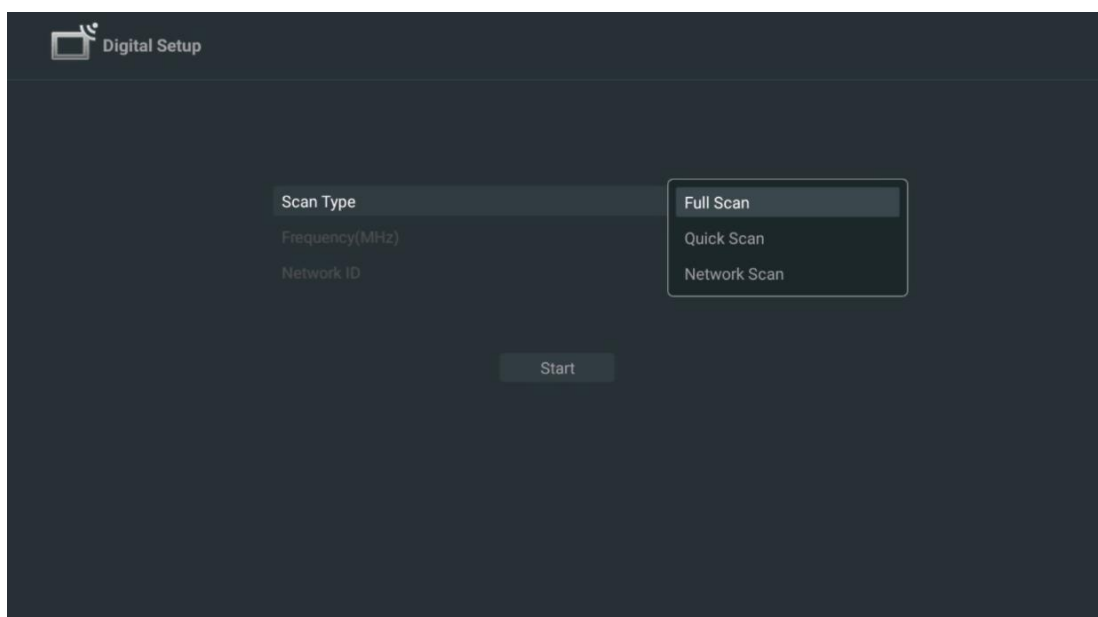 Digital Setup
Scan Type
Full Scan
Frequency(MHz)
Quick Scan
Network ID
Network Scan
Start